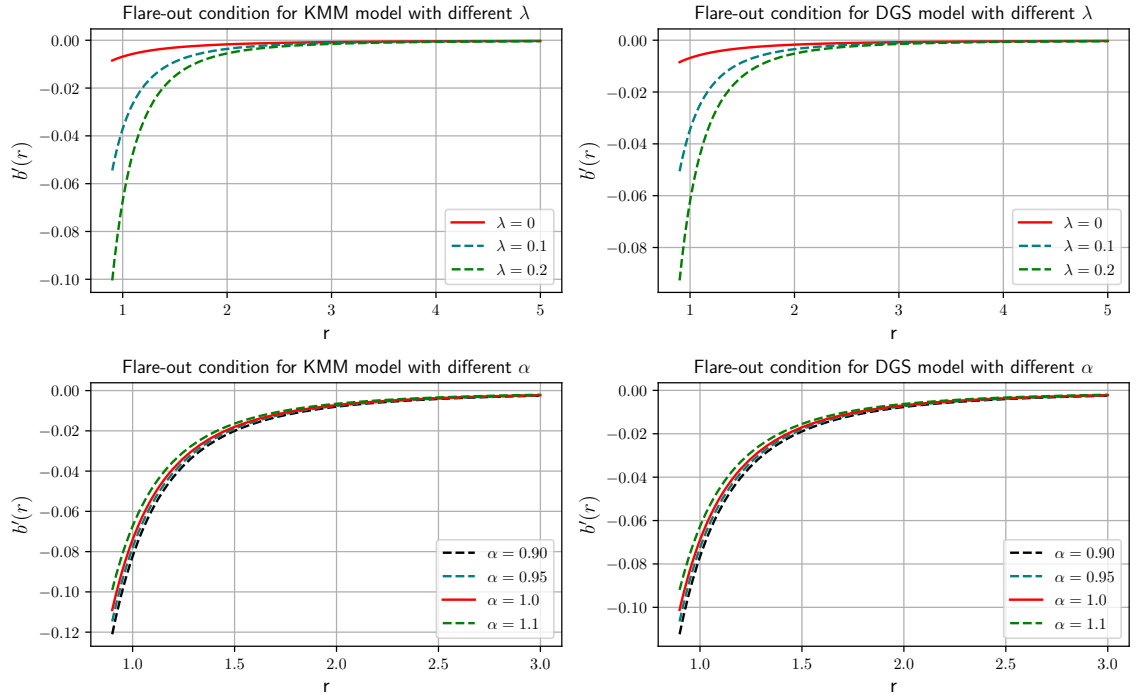 Flare-out condition for KMM model with different λ
0.00
−0.02
−0.04
−0.06
−0.08
−0.10
b′(r)
1 2 3 4 5
r
λ = 0
λ = 0.1
λ = 0.2
Flare-out condition for DGS model with different λ
0.00
−0.02
−0.04
−0.06
−0.08
b′(r)
1 2 3 4 5
r
λ = 0
λ = 0.1
λ = 0.2
Flare-out condition for KMM model with different α
0.00
−0.02
−0.04
−0.06
−0.08
−0.10
−0.12
b′(r)
1.0 1.5 2.0 2.5 3.0
r
α = 0.90
α = 0.95
α = 1.0
α = 1.1
Flare-out condition for DGS model with different α
0.00
−0.02
−0.04
−0.06
−0.08
−0.10
b′(r)
1.0 1.5 2.0 2.5 3.0
r
α = 0.90
α = 0.95
α = 1.0
α = 1.1